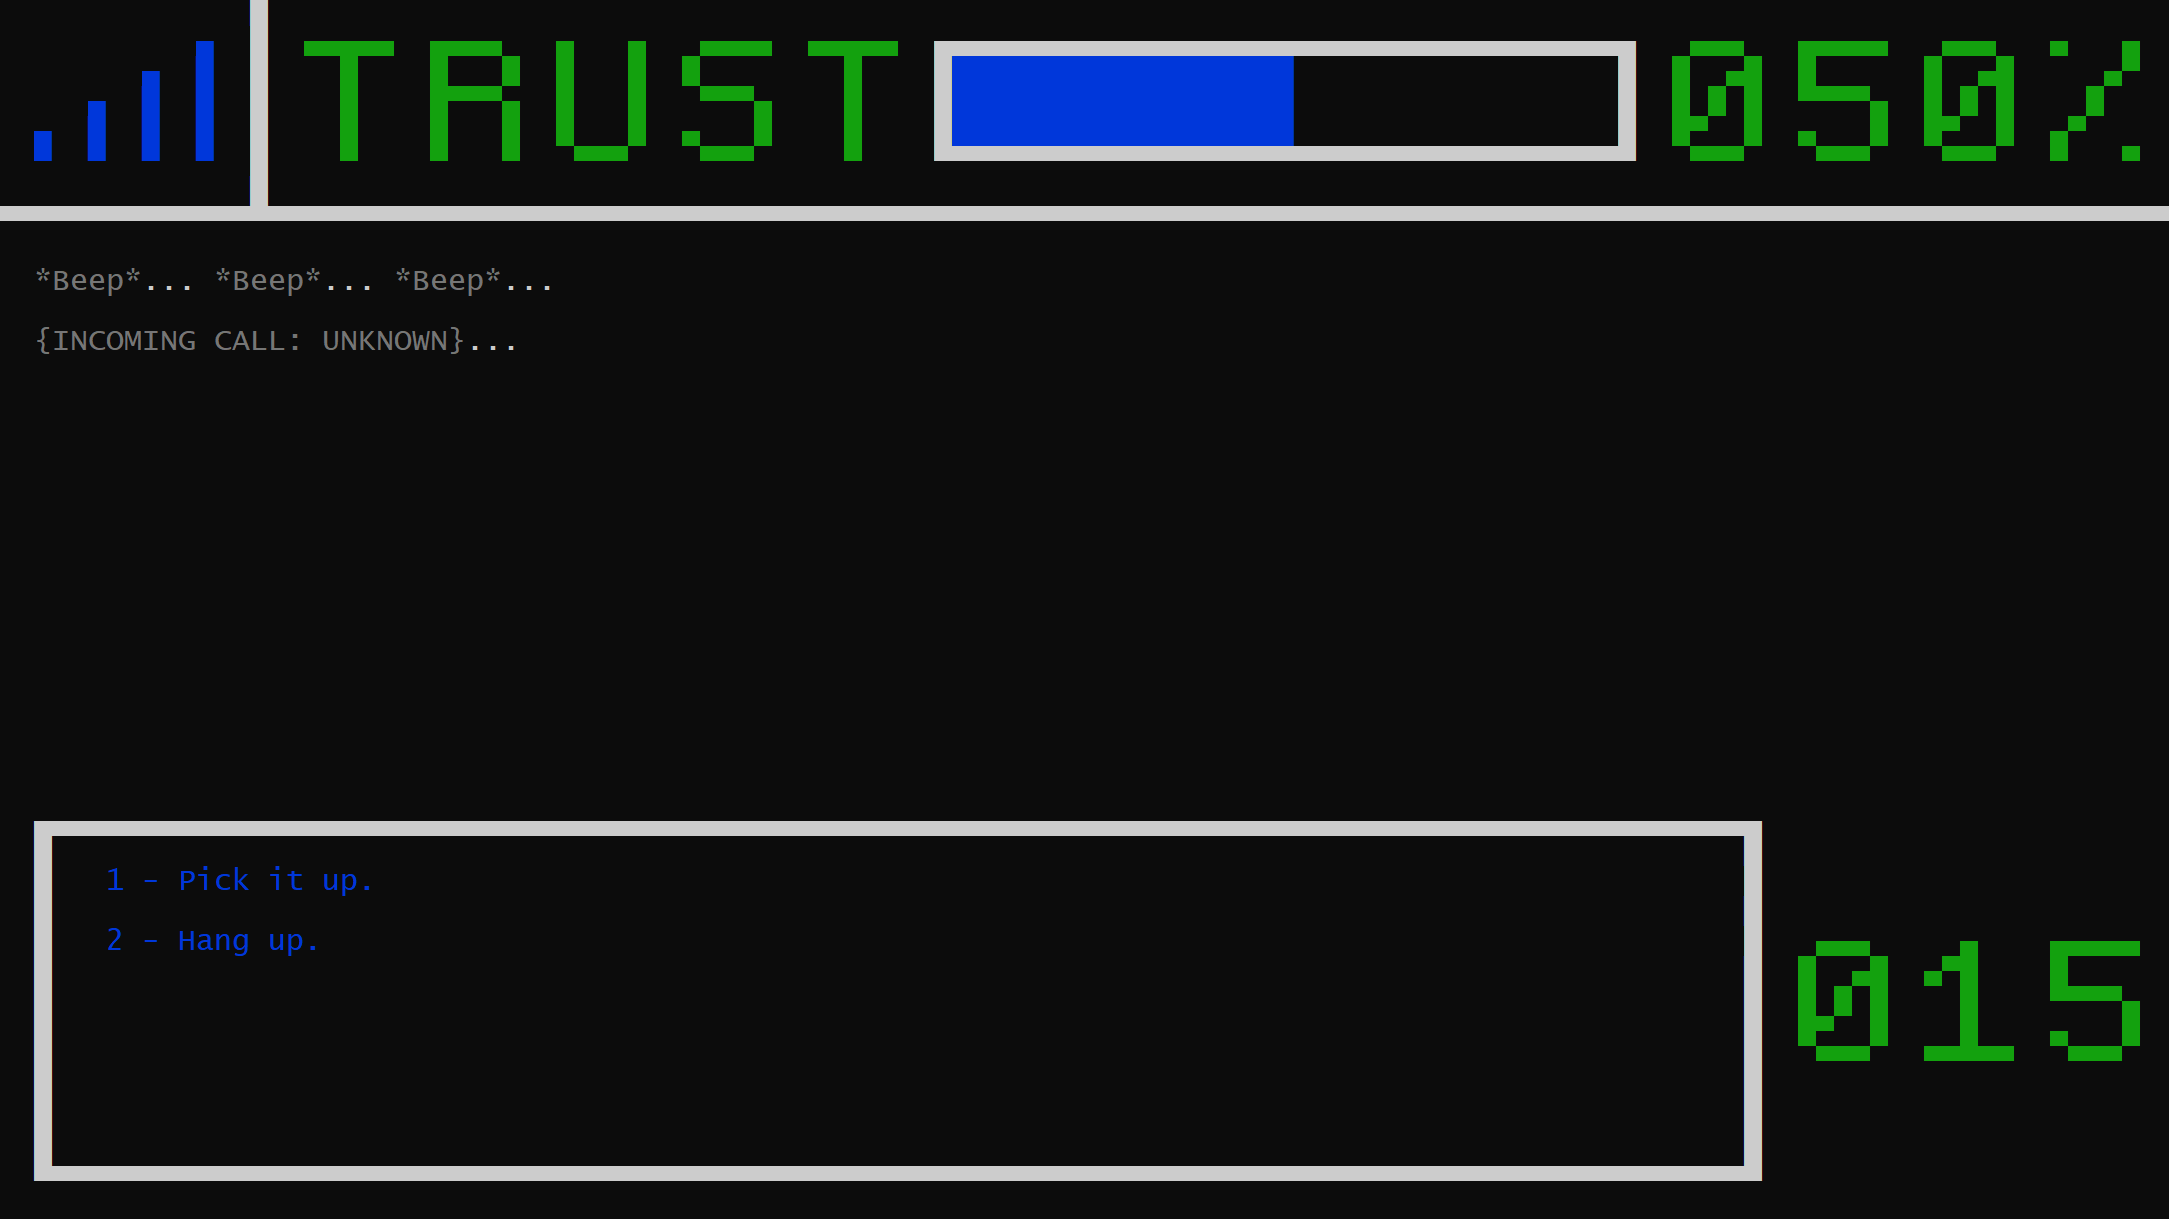 TRUST 050%
*Beep*... *Beep*... *Beep*...
{INCOMING CALL: UNKNOWN}...
1 - Pick it up.
2 - Hang up.
015